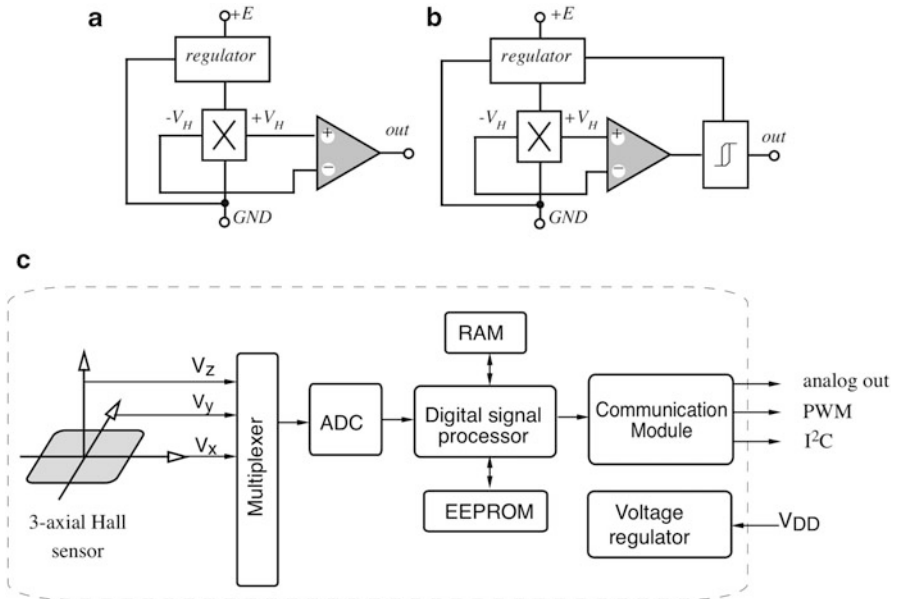 a
+E
regulator
-V_H
+V_H
+
−
out
GND
b
+E
regulator
-V_H
+V_H
+
−
out
GND
c
V_z
V_y
V_x
3-axial Hall
sensor
Multiplexer
ADC
RAM
Digital signal
processor
EEPROM
Communication
Module
Voltage
regulator
analog out
PWM
I²C
V_DD